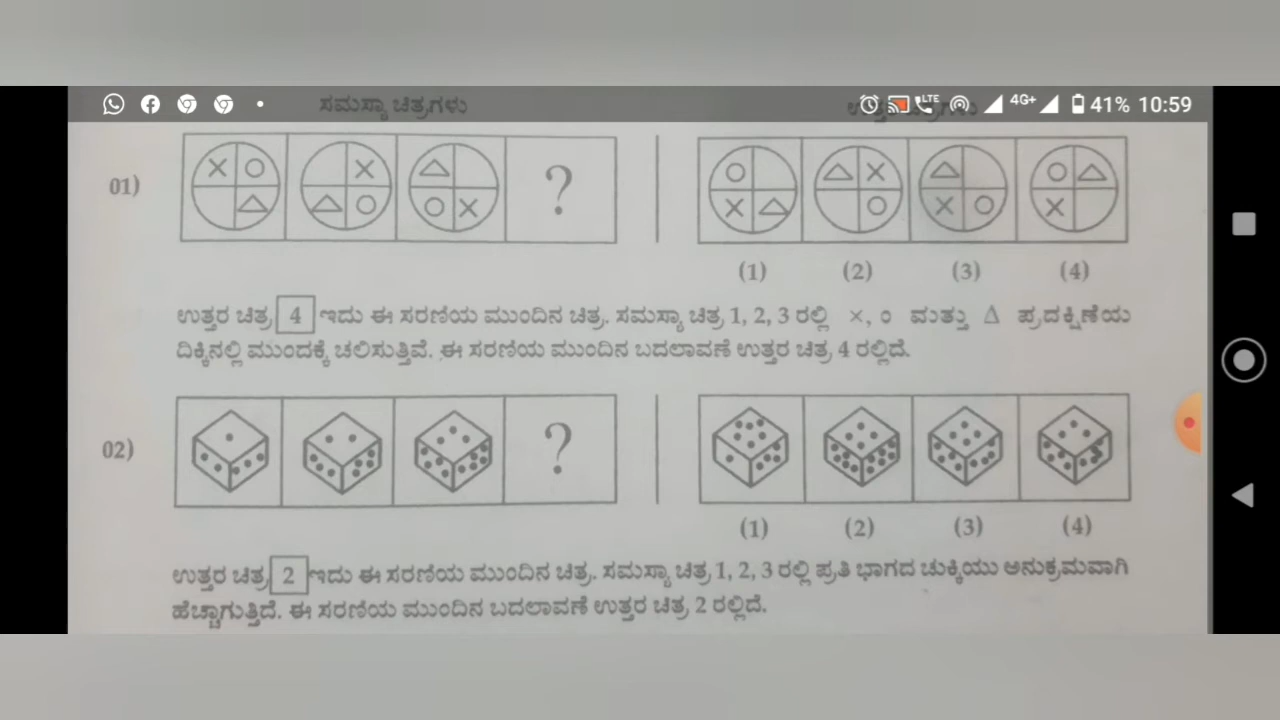 4G+ 41% 10:59
LTE
ಸಮಸ್ಯಾ ಚಿತ್ರಗಳು
01)
× ○ △ × △ ○ △ ○ × ?
○ × △ △ × ○ △ × ○ ○ △ ×
(1) (2) (3) (4)
ಉತ್ತರ ಚಿತ್ರ 4 ಇದು ಈ ಸರಣಿಯ ಮುಂದಿನ ಚಿತ್ರ. ಸಮಸ್ಯಾ ಚಿತ್ರ 1, 2, 3 ರಲ್ಲಿ ×, ೦ ಮತ್ತು Δ ಪ್ರದಕ್ಷಿಣೆಯ
ದಿಕ್ಕಿನಲ್ಲಿ ಮುಂದಕ್ಕೆ ಚಲಿಸುತ್ತಿವೆ. ಈ ಸರಣಿಯ ಮುಂದಿನ ಬದಲಾವಣೆ ಉತ್ತರ ಚಿತ್ರ 4 ರಲ್ಲಿದೆ.
02)
?
(1) (2) (3) (4)
ಉತ್ತರ ಚಿತ್ರ 2 ಇದು ಈ ಸರಣಿಯ ಮುಂದಿನ ಚಿತ್ರ. ಸಮಸ್ಯಾ ಚಿತ್ರ 1, 2, 3 ರಲ್ಲಿ ಪ್ರತಿ ಭಾಗದ ಚುಕ್ಕಿಯು ಅನುಕ್ರಮವಾಗಿ
ಹೆಚ್ಚಾಗುತ್ತಿದೆ. ಈ ಸರಣಿಯ ಮುಂದಿನ ಬದಲಾವಣೆ ಉತ್ತರ ಚಿತ್ರ 2 ರಲ್ಲಿದೆ.